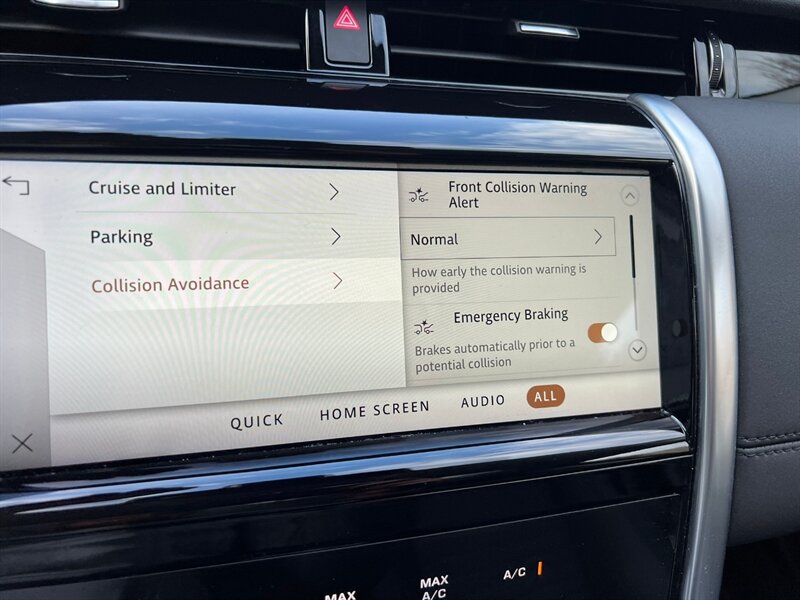 Cruise and Limiter
Parking
Collision Avoidance
Front Collision Warning
Alert
Normal
How early the collision warning is
provided
Emergency Braking
Brakes automatically prior to a
potential collision
QUICK
HOME SCREEN
AUDIO
ALL
MAX
MAX
A/C
A/C